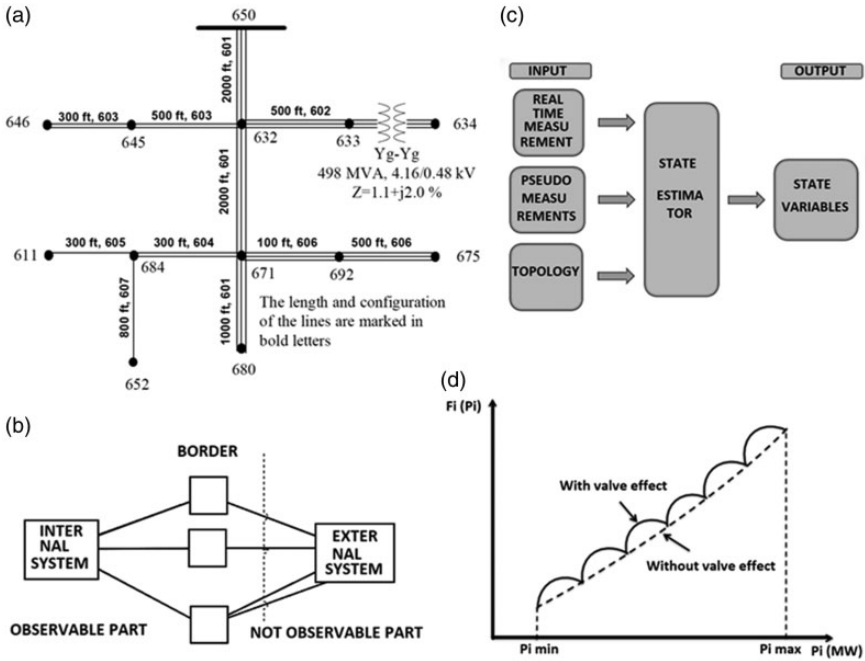 (a)
650
2000 ft, 601
300 ft, 603
500 ft, 603
500 ft, 602
646
645
632
633
634
Yg-Yg
498 MVA, 4.16/0.48 kV
Z=1.1+j2.0 %
2000 ft, 601
300 ft, 605
300 ft, 604
100 ft, 606
500 ft, 606
611
684
671
692
675
800 ft, 607
1000 ft, 601
The length and configuration
of the lines are marked in
bold letters
652
680
(b)
BORDER
INTER
NAL
SYSTEM
EXTER
NAL
SYSTEM
OBSERVABLE PART
NOT OBSERVABLE PART
(c)
INPUT
OUTPUT
REAL
TIME
MEASU
REMENT
PSEUDO
MEASU
REMENTS
TOPOLOGY
STATE
ESTIMA
TOR
STATE
VARIABLES
(d)
Fi (Pi)
With valve effect
Without valve effect
Pi min
Pi max
Pi (MW)